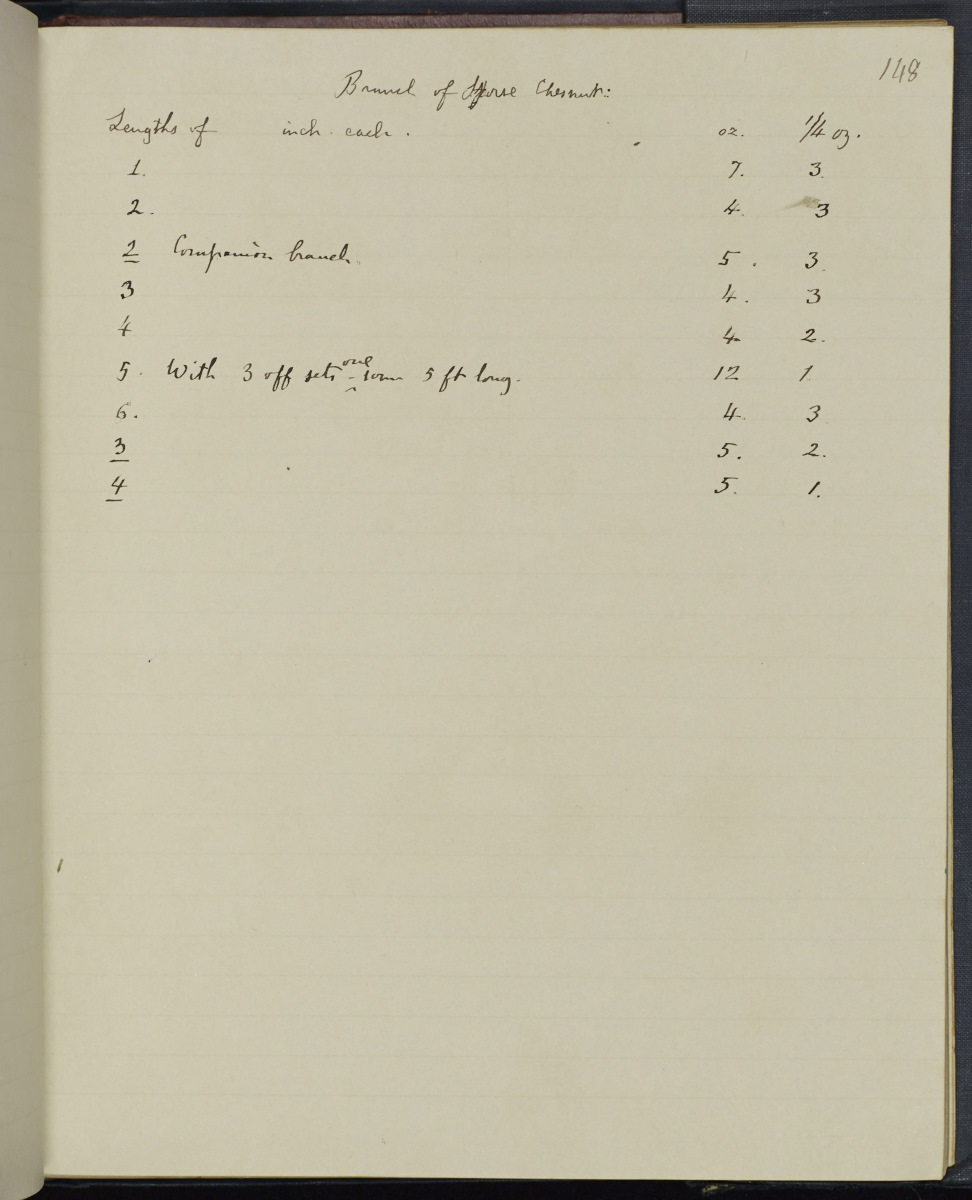 148
Branch of Horse Chesnut:
Lengths of inch each. oz. 1/4 oz.
1. 7. 3.
2. 4. 3
2 Companion branch. 5. 3.
3 4. 3
4 4 2.
5. With 3 off sets - one 5 ft long. 12 1.
6. 4. 3
3 5. 2.
4 5. 1.